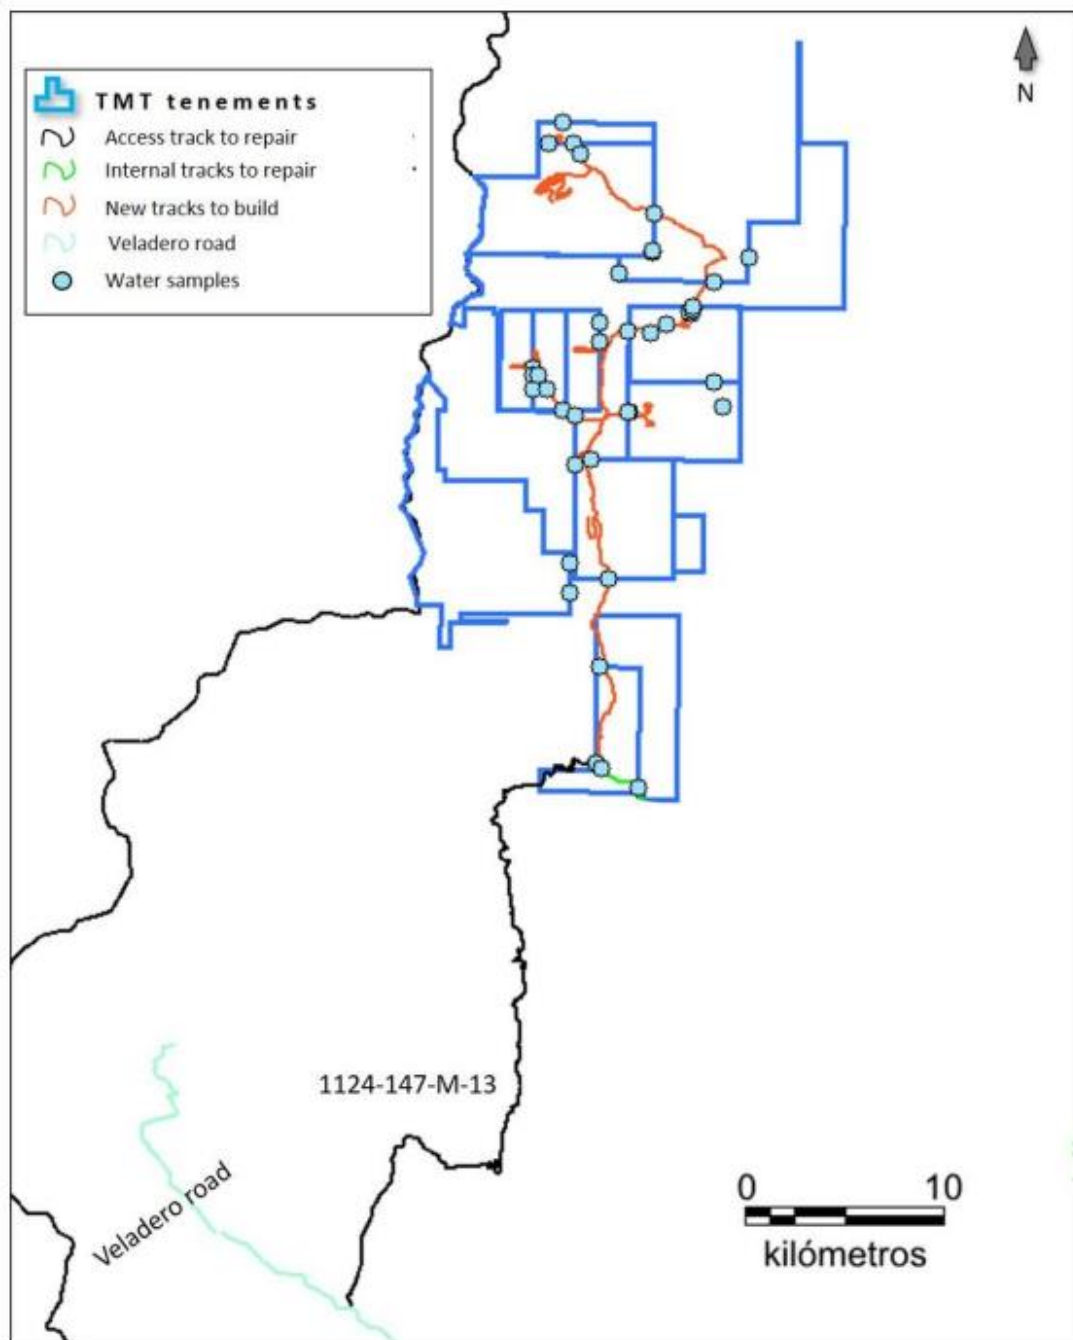 N
TMT tenements
Access track to repair
Internal tracks to repair
New tracks to build
Veladero road
Water samples
1124-147-M-13
Veladero road
0 10
kilómetros